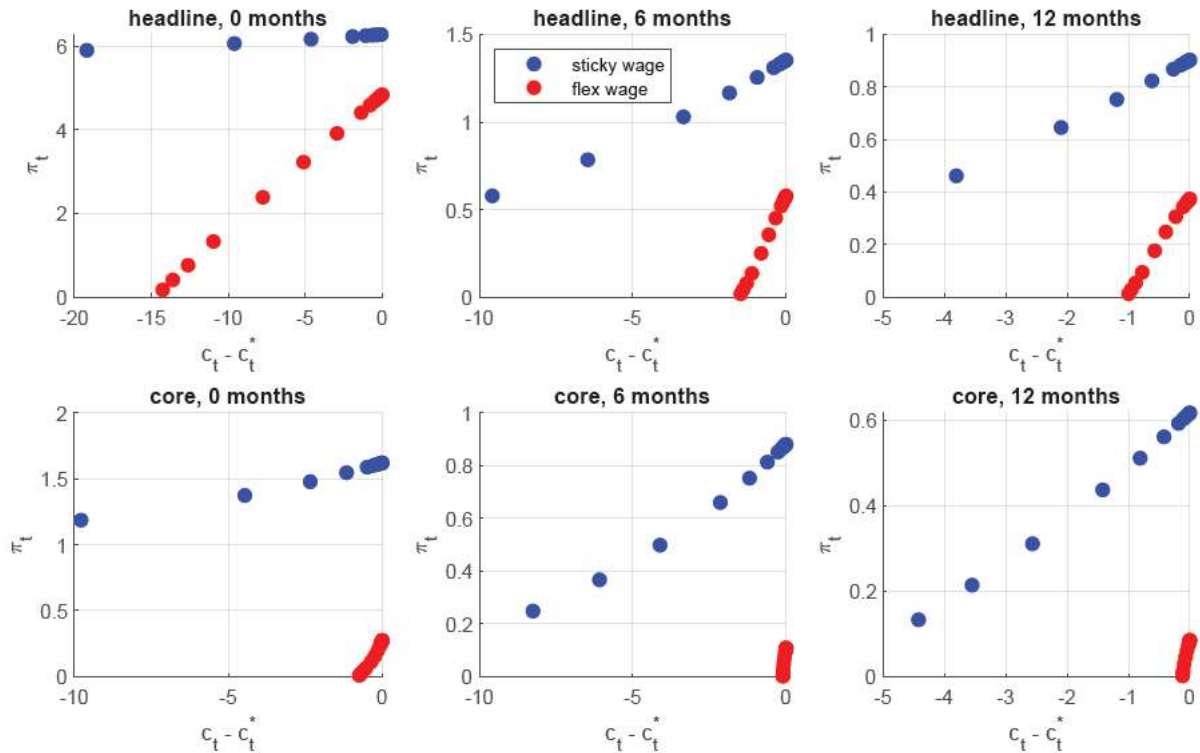 headline, 0 months
6
4
2
0
π_t
-20 -15 -10 -5 0
c_t - c_t^*
headline, 6 months
1.5
1
0.5
0
π_t
sticky wage
flex wage
-10 -5 0
c_t - c_t^*
headline, 12 months
1
0.8
0.6
0.4
0.2
0
π_t
-5 -4 -3 -2 -1 0
c_t - c_t^*
core, 0 months
2
1.5
1
0.5
0
π_t
-10 -5 0
c_t - c_t^*
core, 6 months
1
0.8
0.6
0.4
0.2
0
π_t
-10 -5 0
c_t - c_t^*
core, 12 months
0.6
0.4
0.2
0
π_t
-5 -4 -3 -2 -1 0
c_t - c_t^*